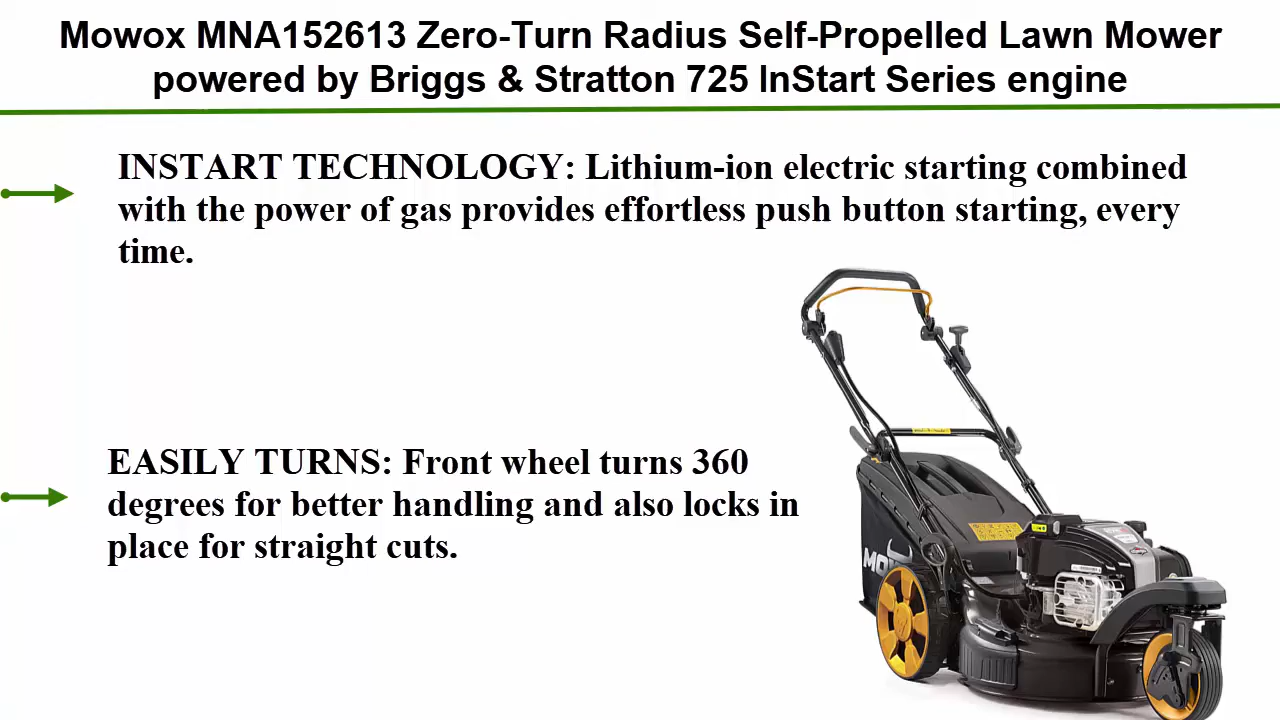 Mowox MNA152613 Zero-Turn Radius Self-Propelled Lawn Mower
powered by Briggs & Stratton 725 InStart Series engine
INSTART TECHNOLOGY: Lithium-ion electric starting combined
with the power of gas provides effortless push button starting, every
time.
EASILY TURNS: Front wheel turns 360
degrees for better handling and also locks in
place for straight cuts.